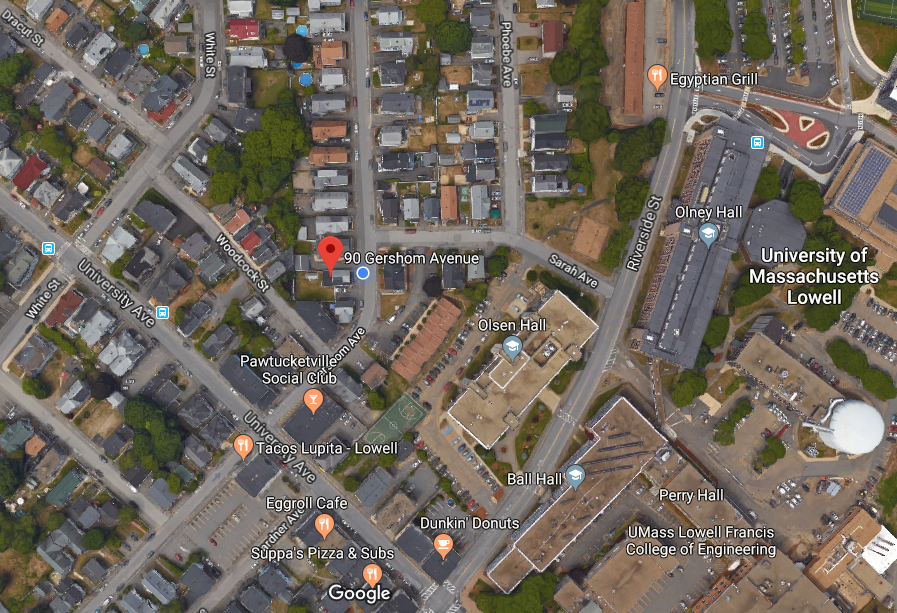 Dracut St
White St
Phoebe Ave
Egyptian Grill
Olney Hall
Riverside St
90 Gershom Avenue
Woodcock St
Sarah Ave
University of
Massachusetts
Lowell
University Ave
White St
Olsen Hall
Pawtucketville
Social Club
University Ave
Tacos Lupita - Lowell
Ball Hall
Perry Hall
Eggroll Cafe
Dunkin' Donuts
UMass Lowell Francis
College of Engineering
Suppa's Pizza & Subs
Google